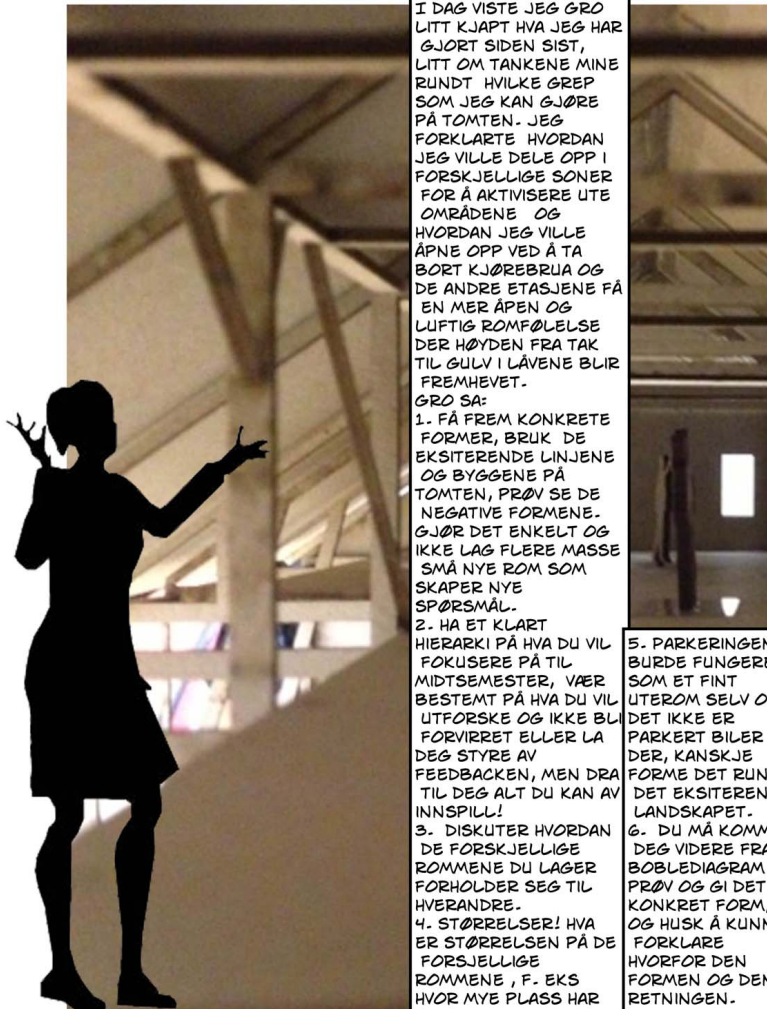 I DAG VISTE JEG GRO
LITT KJAPT HVA JEG HAR
GJORT SIDEN SIST,
LITT OM TANKENE MINE
RUNDT HVILKE GREP
SOM JEG KAN GJØRE
PÅ TOMTEN. JEG
FORKLARTE HVORDAN
JEG VILLE DELE OPP I
FORSKJELLIGE SONER
FOR Å AKTIVISERE UTE
OMRÅDENE OG
HVORDAN JEG VILLE
ÅPNE OPP VED Å TA
BORT KJØREBRUA OG
DE ANDRE ETASJENE FÅ
EN MER ÅPEN OG
LUFTIG ROMFØLELSE
DER HØYDEN FRA TAK
TIL GULV I LÅVENE BLIR
FREMHEVET.
GRO SA:
1. FÅ FREM KONKRETE
FORMER, BRUK DE
EKSITERENDE LINJENE
OG BYGGENE PÅ
TOMTEN, PRØV SE DE
NEGATIVE FORMENE.
GJØR DET ENKELT OG
IKKE LAG FLERE MASSE
SMÅ NYE ROM SOM
SKAPER NYE
SPØRSMÅL.
2. HA ET KLART
HIERARKI PÅ HVA DU VIL
FOKUSERE PÅ TIL
MIDTSEMESTER, VÆR
BESTEMT PÅ HVA DU VIL
UTFORSKE OG IKKE BLI
FORVIRRET ELLER LA
DEG STYRE AV
FEEDBACKEN, MEN DRA
TIL DEG ALT DU KAN AV
INNSPILL!
3. DISKUTER HVORDAN
DE FORSKJELLIGE
ROMMENE DU LAGER
FORHOLDER SEG TIL
HVERANDRE.
4. STØRRELSER! HVA
ER STØRRELSEN PÅ DE
FORSJELLIGE
ROMMENE , F. EKS
HVOR MYE PLASS HAR
5. PARKERINGEN
BURDE FUNGERE
SOM ET FINT
UTEROM SELV O
DET IKKE ER
PARKERT BILER
DER, KANSKJE
FORME DET RUN
DET EKSITEREN
LANDSKAPET.
6. DU MÅ KOMM
DEG VIDERE FRA
BOBLEDIAGRAM
PRØV OG GI DET
KONKRET FORM,
OG HUSK Å KUNN
FORKLARE
HVORFOR DEN
FORMEN OG DEN
RETNINGEN.